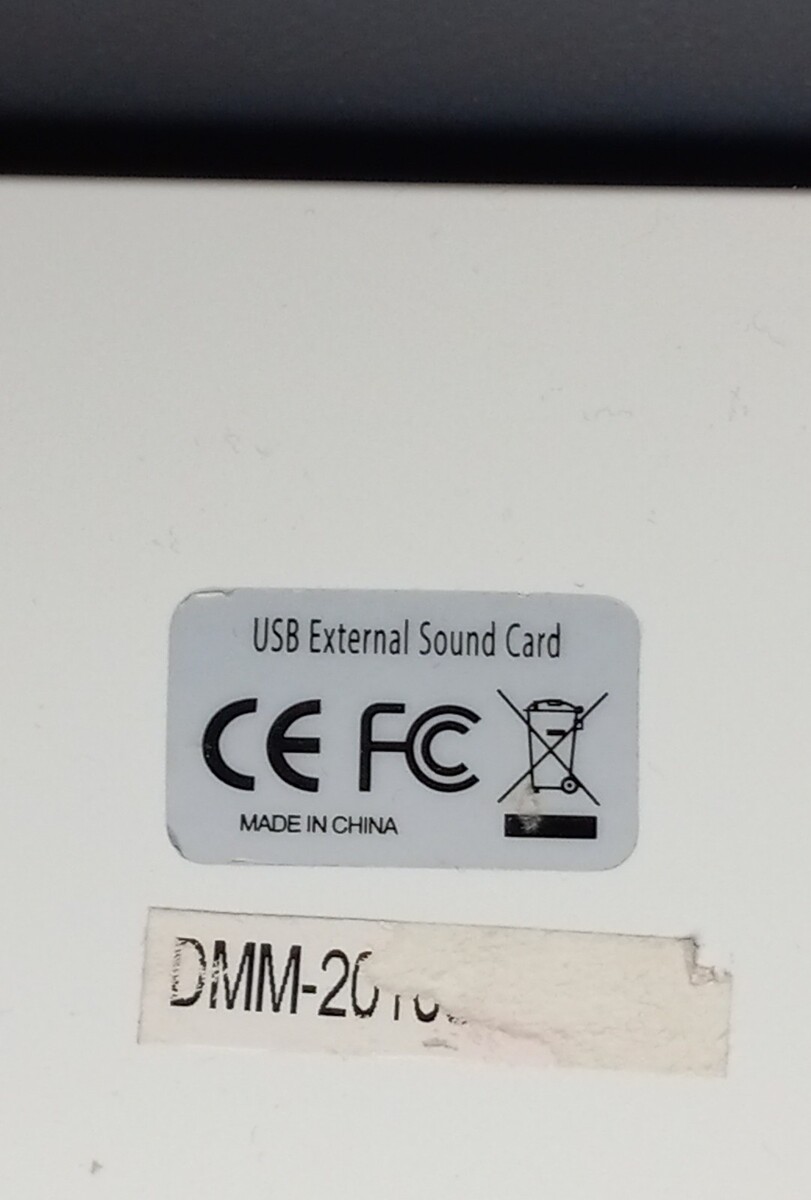 USB External Sound Card
CE FC
MADE IN CHINA
DMM-20